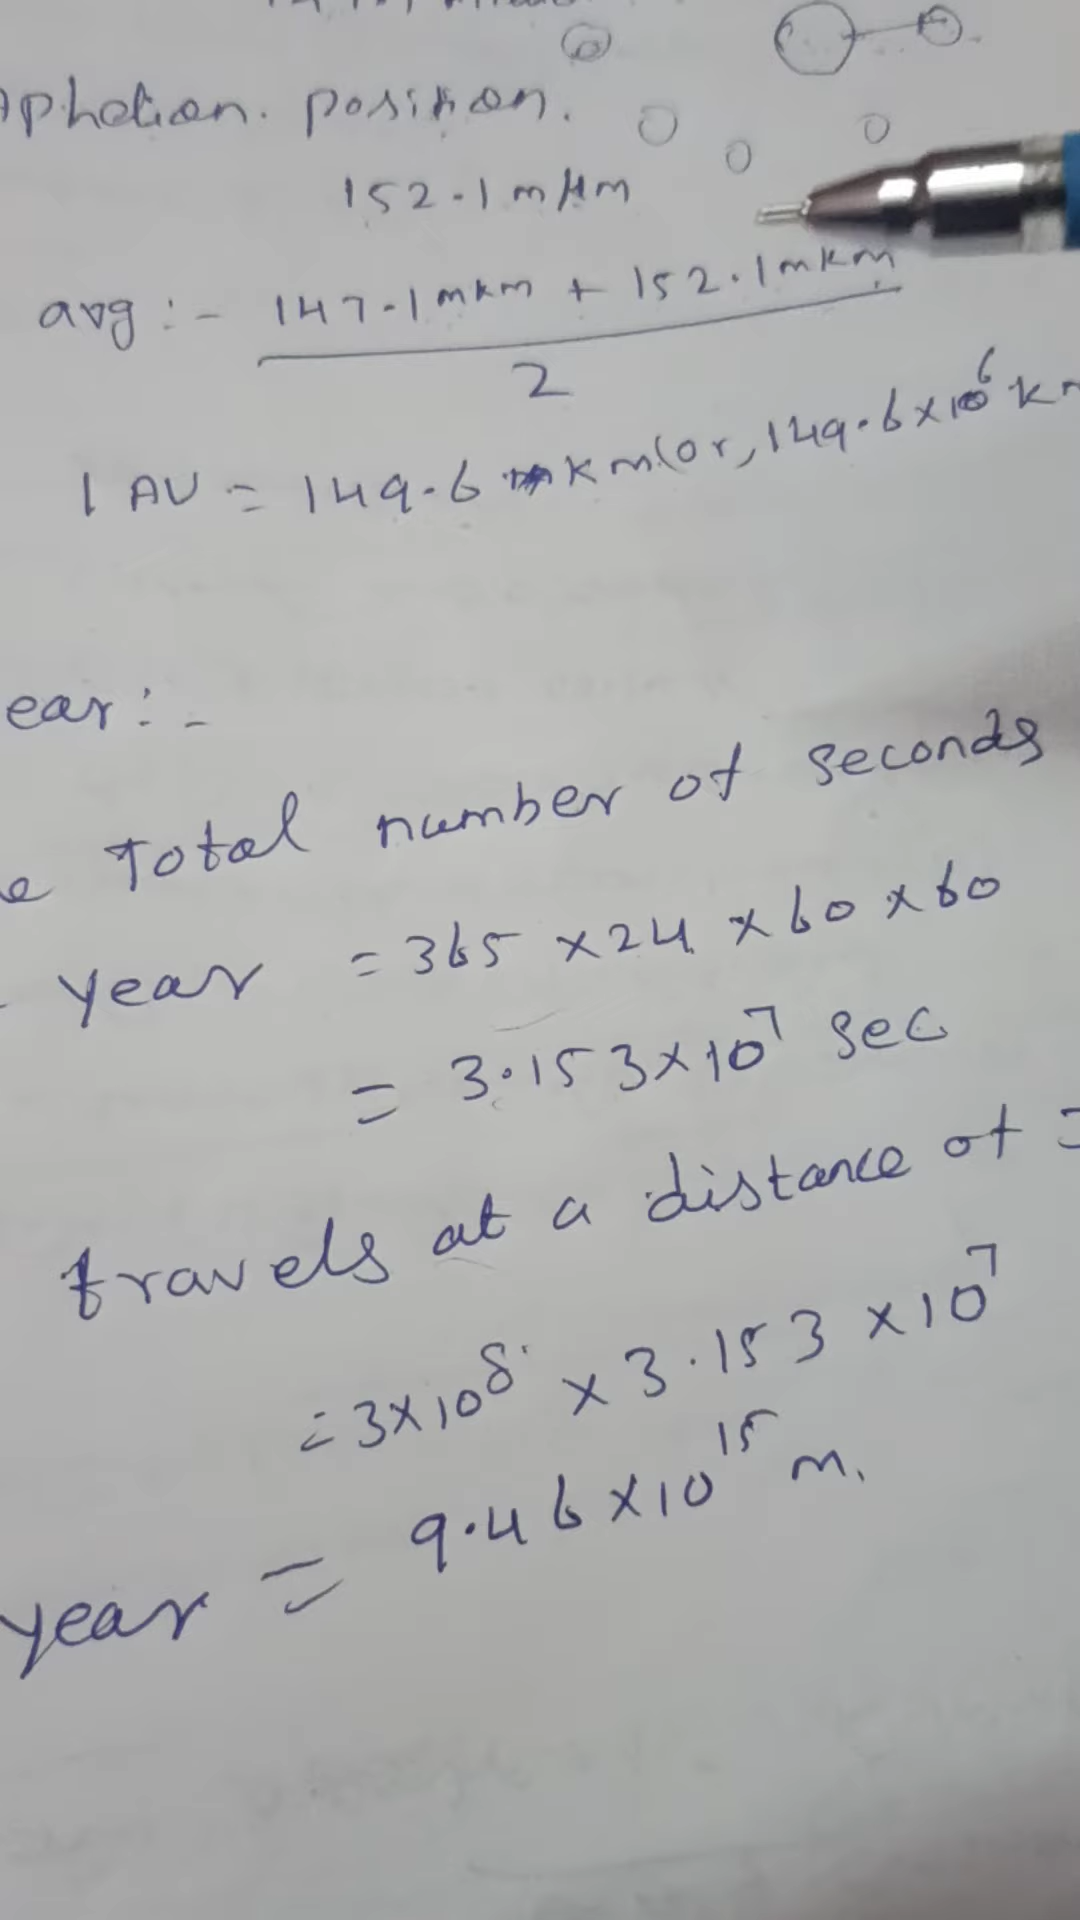 Aphelion. position.
152.1 mkm
avg :- 147.1 mkm + 152.1 mkm
2
1 AU = 149.6 mkm (or, 149.6×10⁶ km
ear :-
e Total number of seconds
year = 365 × 24 × 60 × 60
= 3.153×10⁷ sec
travels at a distance of =
= 3×10⁸ × 3.153 ×10⁷
year = 9.46×10¹⁵ m.